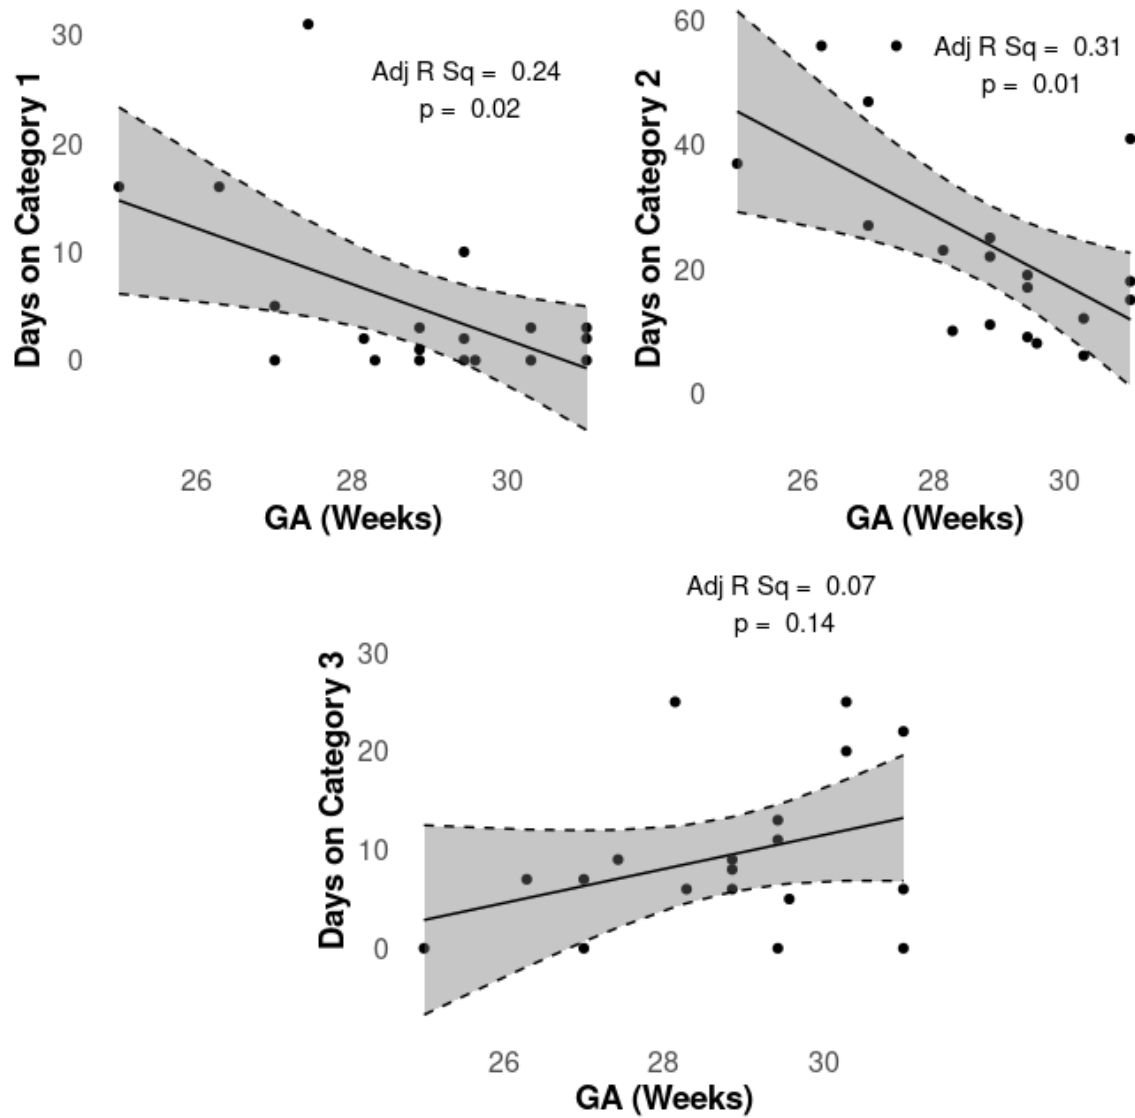 Days on Category 1
30
20
10
0
Adj R Sq = 0.24
p = 0.02
26 28 30
GA (Weeks)
Days on Category 2
60
40
20
0
Adj R Sq = 0.31
p = 0.01
26 28 30
GA (Weeks)
Adj R Sq = 0.07
p = 0.14
Days on Category 3
30
20
10
0
26 28 30
GA (Weeks)